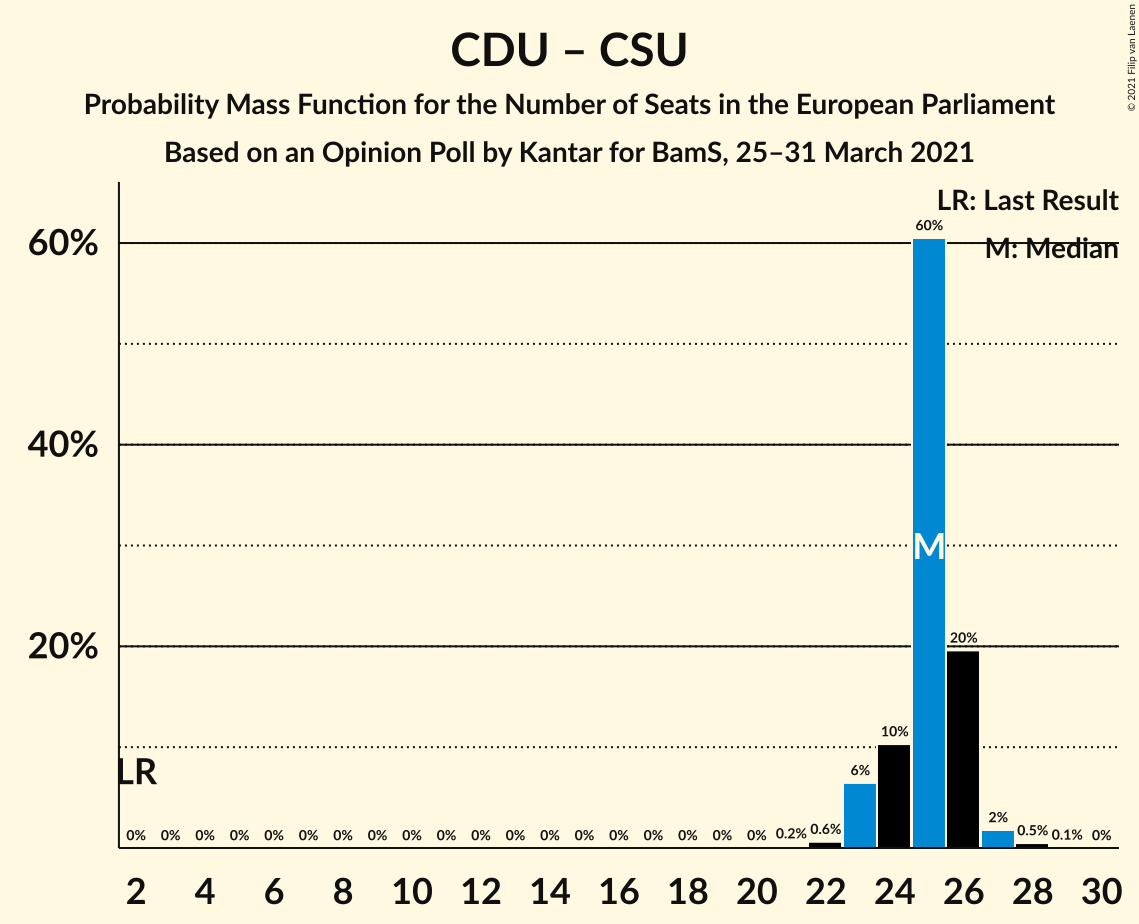 CDU – CSU
Probability Mass Function for the Number of Seats in the European Parliament
Based on an Opinion Poll by Kantar for BamS, 25–31 March 2021
© 2021 Filip van Laenen
LR: Last Result
M: Median
60%
40%
20%
LR
M
0% 0% 0% 0% 0% 0% 0% 0% 0% 0% 0% 0% 0% 0% 0% 0% 0% 0% 0% 0.2% 0.6% 6% 10% 60% 20% 2% 0.5% 0.1% 0%
2 4 6 8 10 12 14 16 18 20 22 24 26 28 30